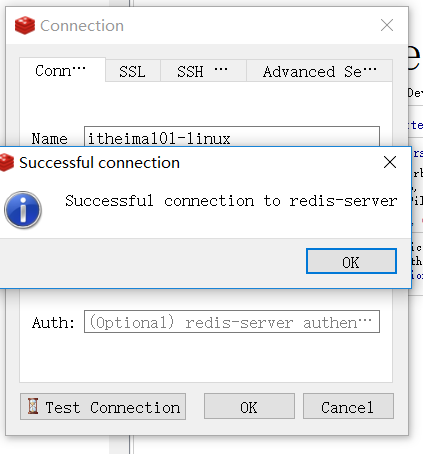 Connection
Conn…
SSL
SSH …
Advanced Se…
Name
itheima101-linux
Successful connection
Successful connection to redis-server
OK
Auth:
(Optional) redis-server authen…
Test Connection
OK
Cancel